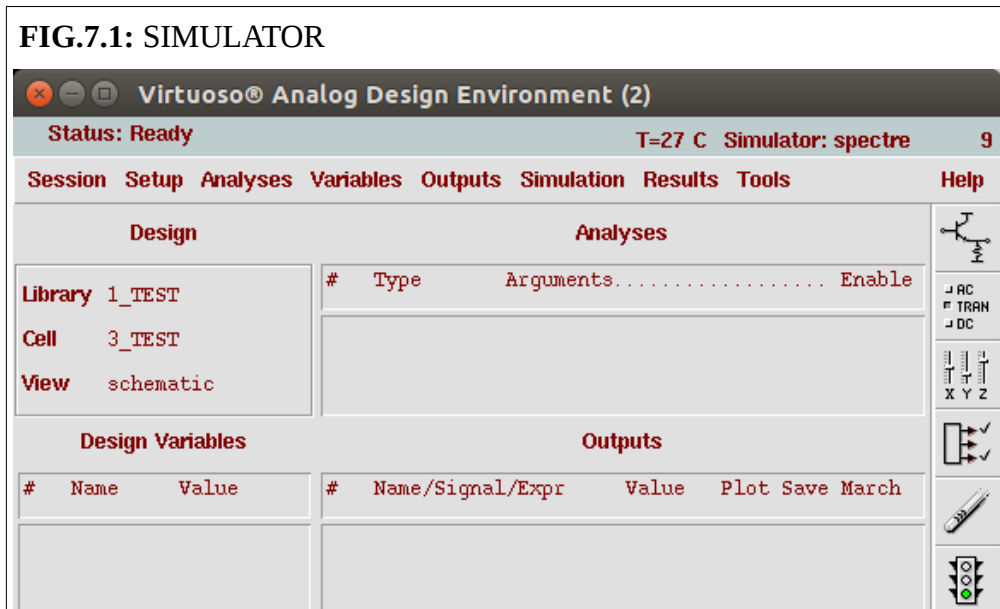 FIG.7.1: SIMULATOR
Virtuoso® Analog Design Environment (2)
Status: Ready T=27 C Simulator: spectre 9
Session Setup Analyses Variables Outputs Simulation Results Tools Help
Design
Analyses
# Type Arguments.................. Enable
Library 1_TEST
Cell 3_TEST
View schematic
AC
TRAN
DC
X Y Z
Design Variables
Outputs
# Name Value
# Name/Signal/Expr Value Plot Save March